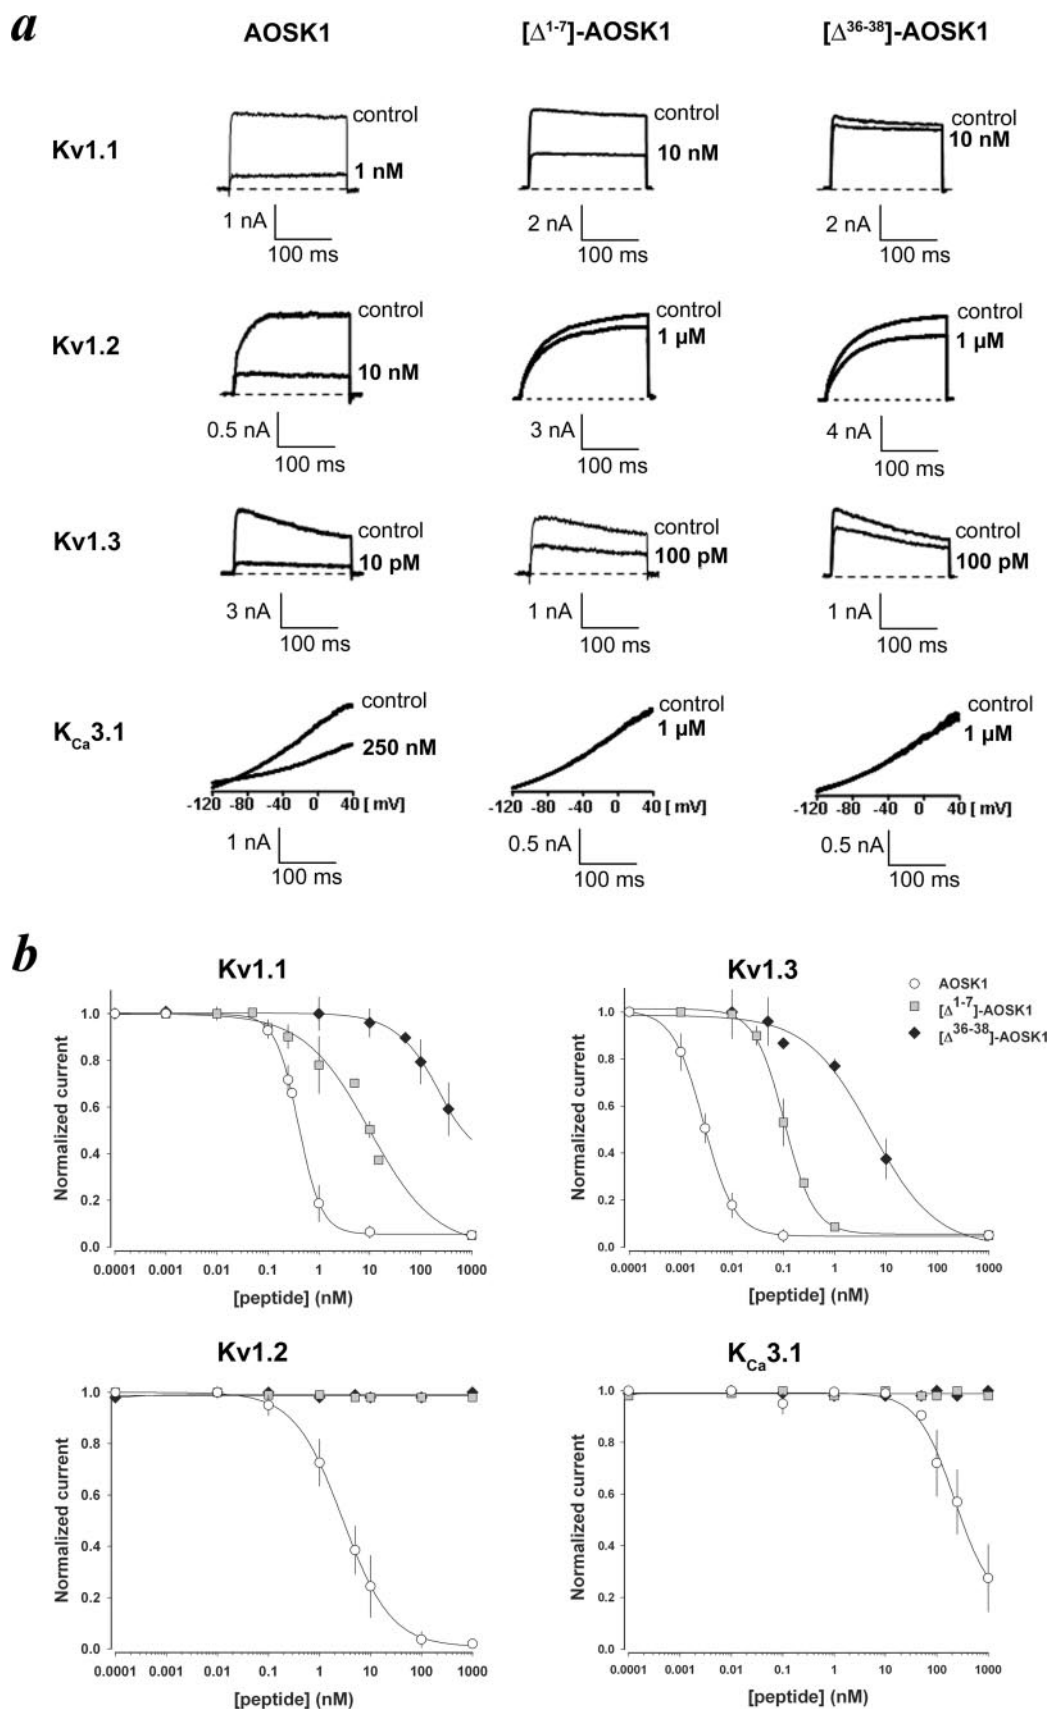 a
AOSK1
[Δ1-7]-AOSK1
[Δ36-38]-AOSK1
Kv1.1
control
1 nM
1 nA
100 ms
control
10 nM
2 nA
100 ms
control
10 nM
2 nA
100 ms
Kv1.2
control
10 nM
0.5 nA
100 ms
control
1 µM
3 nA
100 ms
control
1 µM
4 nA
100 ms
Kv1.3
control
10 pM
3 nA
100 ms
control
100 pM
1 nA
100 ms
control
100 pM
1 nA
100 ms
KCa3.1
control
250 nM
-120 -80 -40 0 40 [ mV]
1 nA
100 ms
control
1 µM
-120 -80 -40 0 40 [ mV]
0.5 nA
100 ms
control
1 µM
-120 -80 -40 0 40 [ mV]
0.5 nA
100 ms
b
Kv1.1
Normalized current
1.0
0.8
0.6
0.4
0.2
0.0
0.0001 0.001 0.01 0.1 1 10 100 1000
[peptide] (nM)
Kv1.3
AOSK1
[Δ1-7]-AOSK1
[Δ36-38]-AOSK1
Normalized current
1.0
0.8
0.6
0.4
0.2
0.0
0.0001 0.001 0.01 0.1 1 10 100 1000
[peptide] (nM)
Kv1.2
Normalized current
1.0
0.8
0.6
0.4
0.2
0.0
0.0001 0.001 0.01 0.1 1 10 100 1000
[peptide] (nM)
KCa3.1
Normalized current
1.0
0.8
0.6
0.4
0.2
0.0
0.0001 0.001 0.01 0.1 1 10 100 1000
[peptide] (nM)